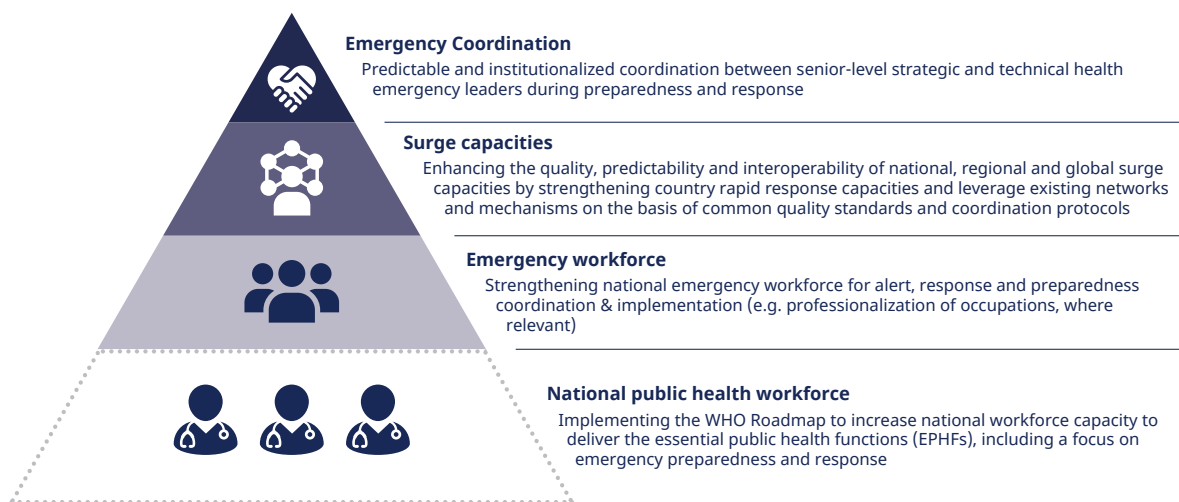 Emergency Coordination
Predictable and institutionalized coordination between senior-level strategic and technical health
emergency leaders during preparedness and response
Surge capacities
Enhancing the quality, predictability and interoperability of national, regional and global surge
capacities by strengthening country rapid response capacities and leverage existing networks
and mechanisms on the basis of common quality standards and coordination protocols
Emergency workforce
Strengthening national emergency workforce for alert, response and preparedness
coordination & implementation (e.g. professionalization of occupations, where
relevant)
National public health workforce
Implementing the WHO Roadmap to increase national workforce capacity to
deliver the essential public health functions (EPHFs), including a focus on
emergency preparedness and response